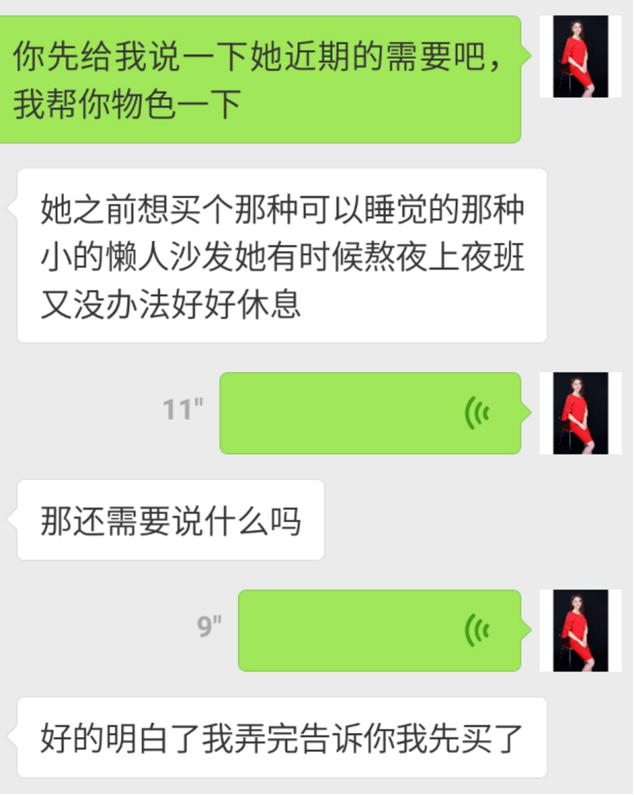 你先给我说一下她近期的需要吧，
我帮你物色一下
她之前想买个那种可以睡觉的那种
小的懒人沙发她有时候熬夜上夜班
又没办法好好休息
11"
那还需要说什么吗
9"
好的明白了我弄完告诉你我先买了